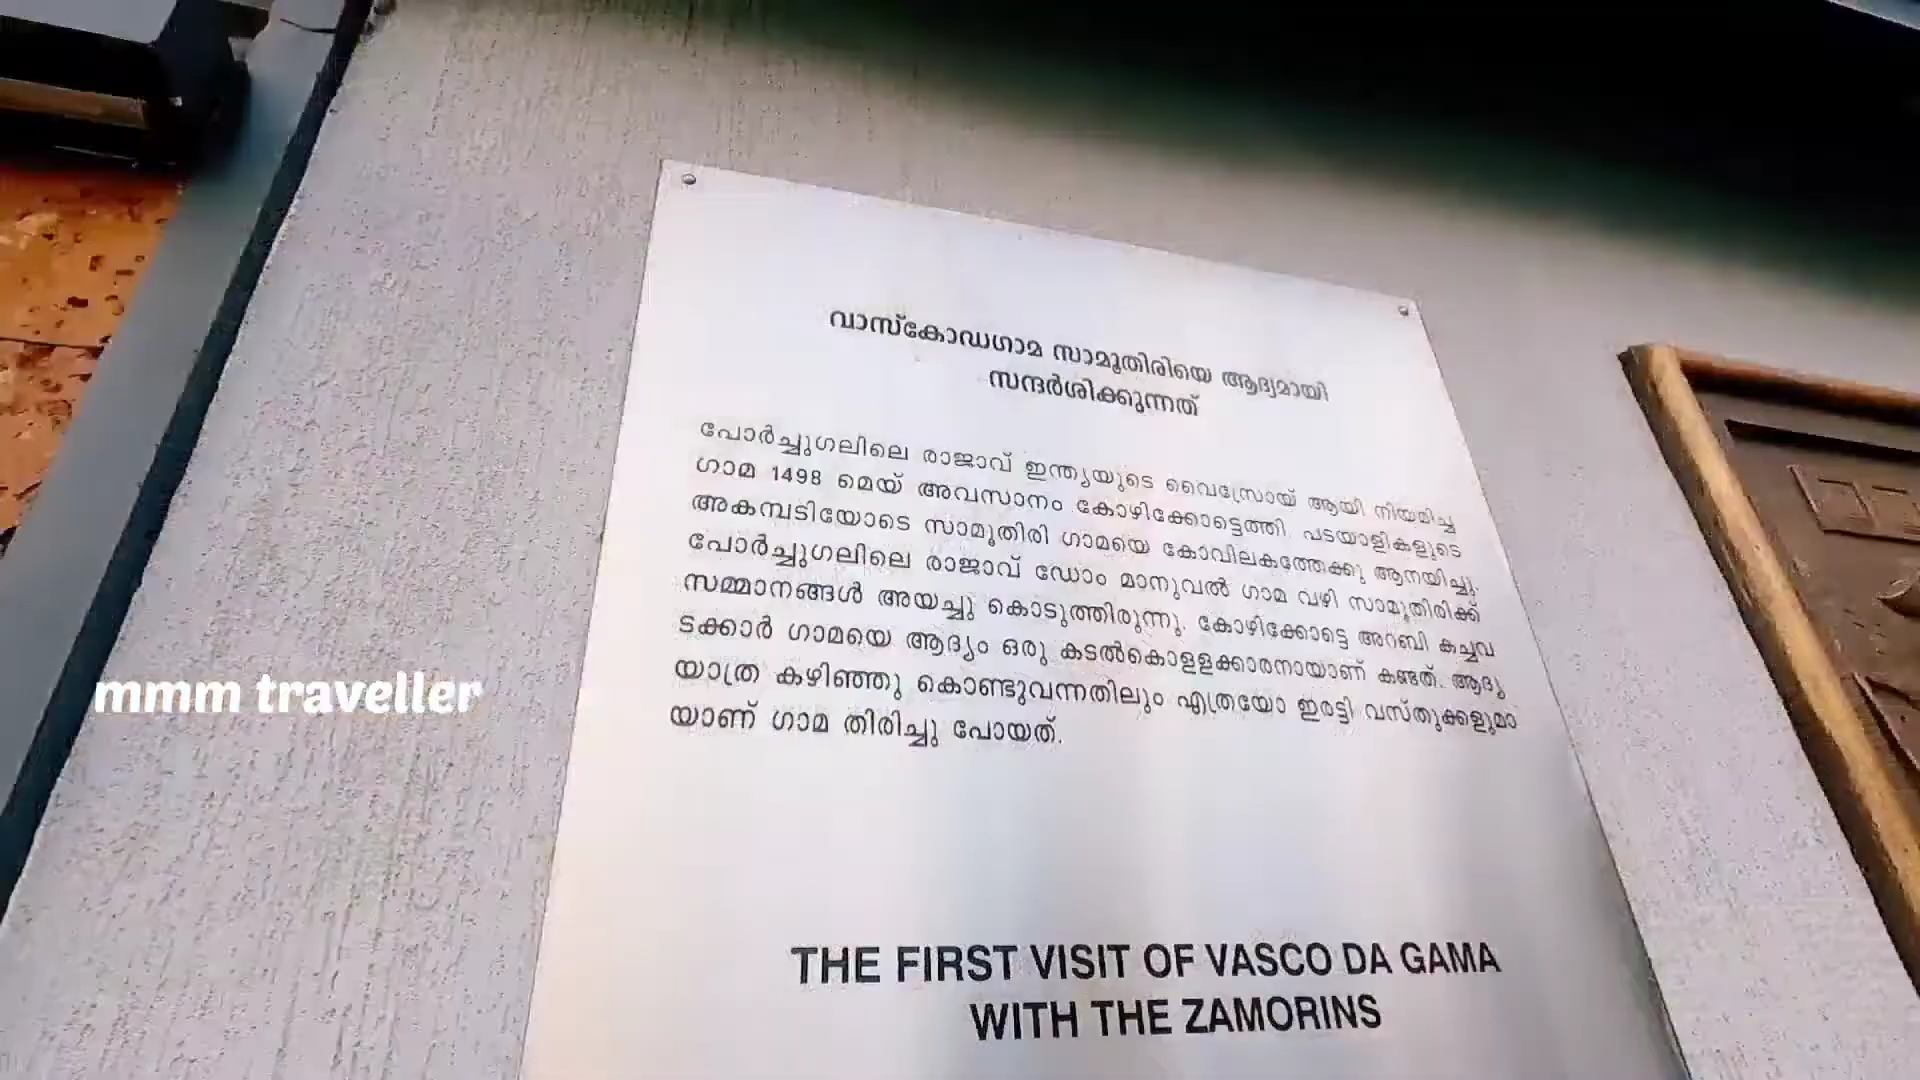 വാസ്കോഡഗാമ സാമൂതിരിയെ ആദ്യമായി
സന്ദർശിക്കുന്നത്
പോർച്ചുഗലിലെ രാജാവ് ഇന്ത്യയുടെ വൈസ്രോയ് ആയി നിയമിച്ച
ഗാമ 1498 മെയ് അവസാനം കോഴിക്കോട്ടെത്തി. പടയാളികളുടെ
അകമ്പടിയോടെ സാമൂതിരി ഗാമയെ കോവിലകത്തേക്കു ആനയിച്ചു.
പോർച്ചുഗലിലെ രാജാവ് ഡോം മാനുവൽ ഗാമ വഴി സാമൂതിരിക്ക്
സമ്മാനങ്ങൾ അയച്ചു കൊടുത്തിരുന്നു. കോഴിക്കോട്ടെ അറബി കച്ചവ
ടക്കാർ ഗാമയെ ആദ്യം ഒരു കടൽകൊളളക്കാരനായാണ് കണ്ടത്. ആദ്യ
യാത്ര കഴിഞ്ഞു കൊണ്ടുവന്നതിലും എത്രയോ ഇരട്ടി വസ്തുക്കളുമാ
യാണ് ഗാമ തിരിച്ചു പോയത്.
mmm traveller
THE FIRST VISIT OF VASCO DA GAMA
WITH THE ZAMORINS